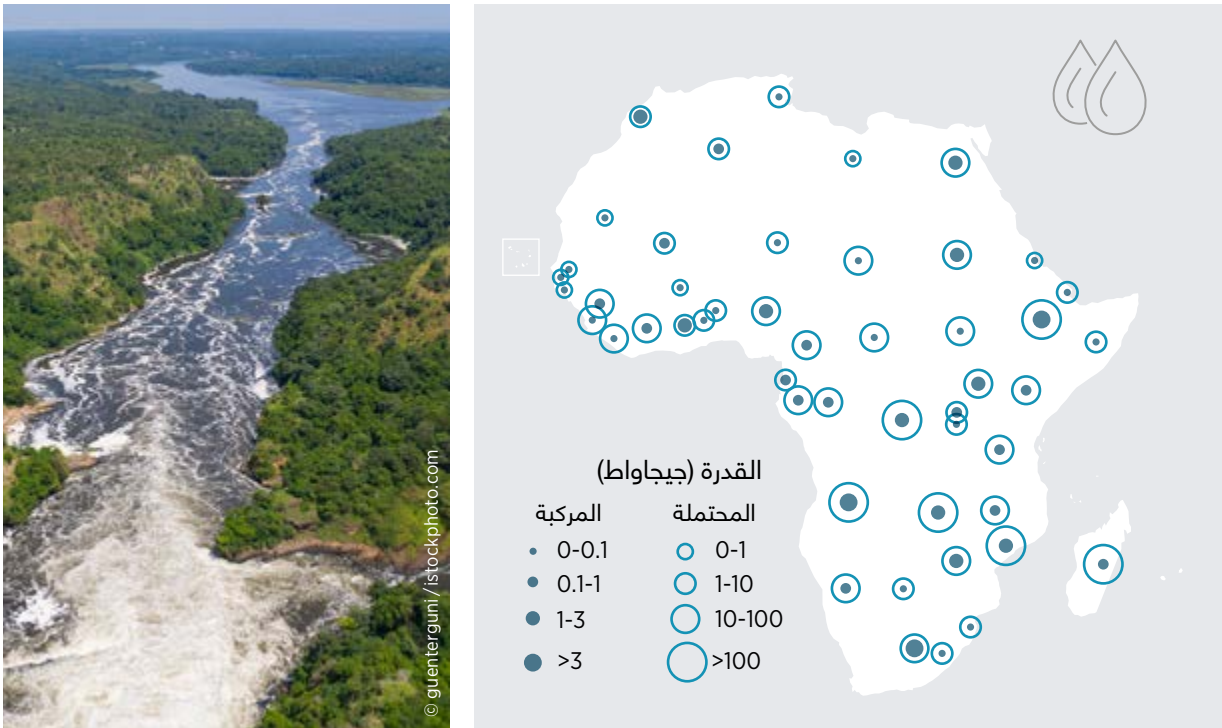 © guenterguni/istockphoto.com
القدرة (جيجاواط)
المركبة
المحتملة
0-0.1
0-1
0.1-1
1-10
1-3
10-100
>3
>100